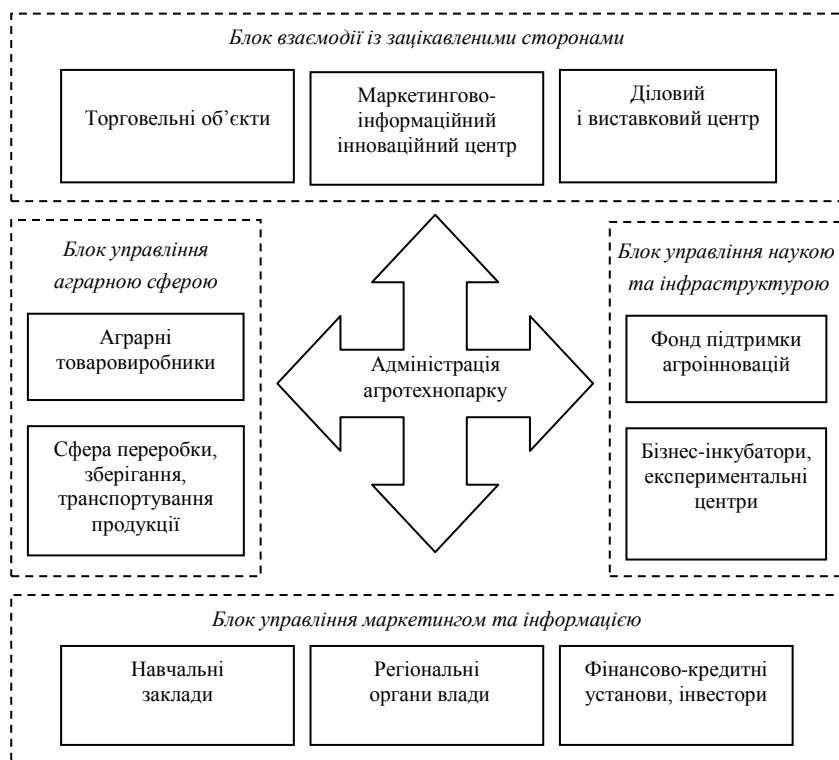 Блок взаємодії із зацікавленими сторонами
Торговельні об’єкти
Маркетингово-
інформаційний
інноваційний центр
Діловий
і виставковий центр
Блок управління
аграрною сферою
Аграрні
товаровиробники
Сфера переробки,
зберігання,
транспортування
продукції
Адміністрація
агротехнопарку
Блок управління наукою
та інфраструктурою
Фонд підтримки
агроінновацій
Бізнес-інкубатори,
експериментальні
центри
Блок управління маркетингом та інформацією
Навчальні
заклади
Регіональні
органи влади
Фінансово-кредитні
установи, інвестори